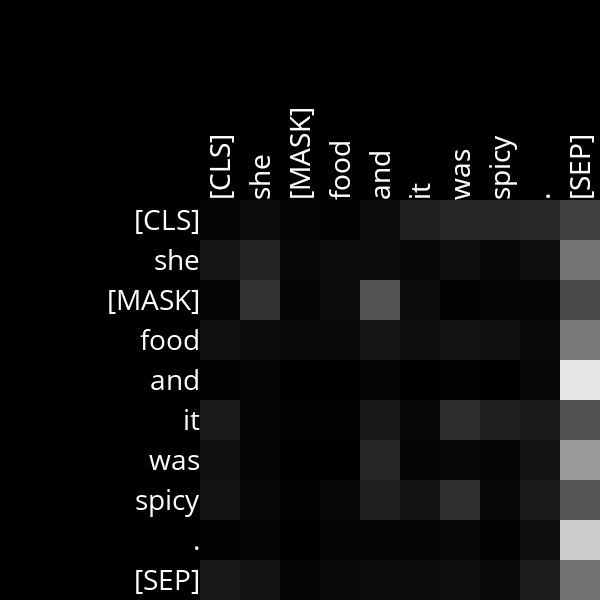 [CLS] she [MASK] food and it was spicy . [SEP]
[CLS]
she
[MASK]
food
and
it
was
spicy
.
[SEP]